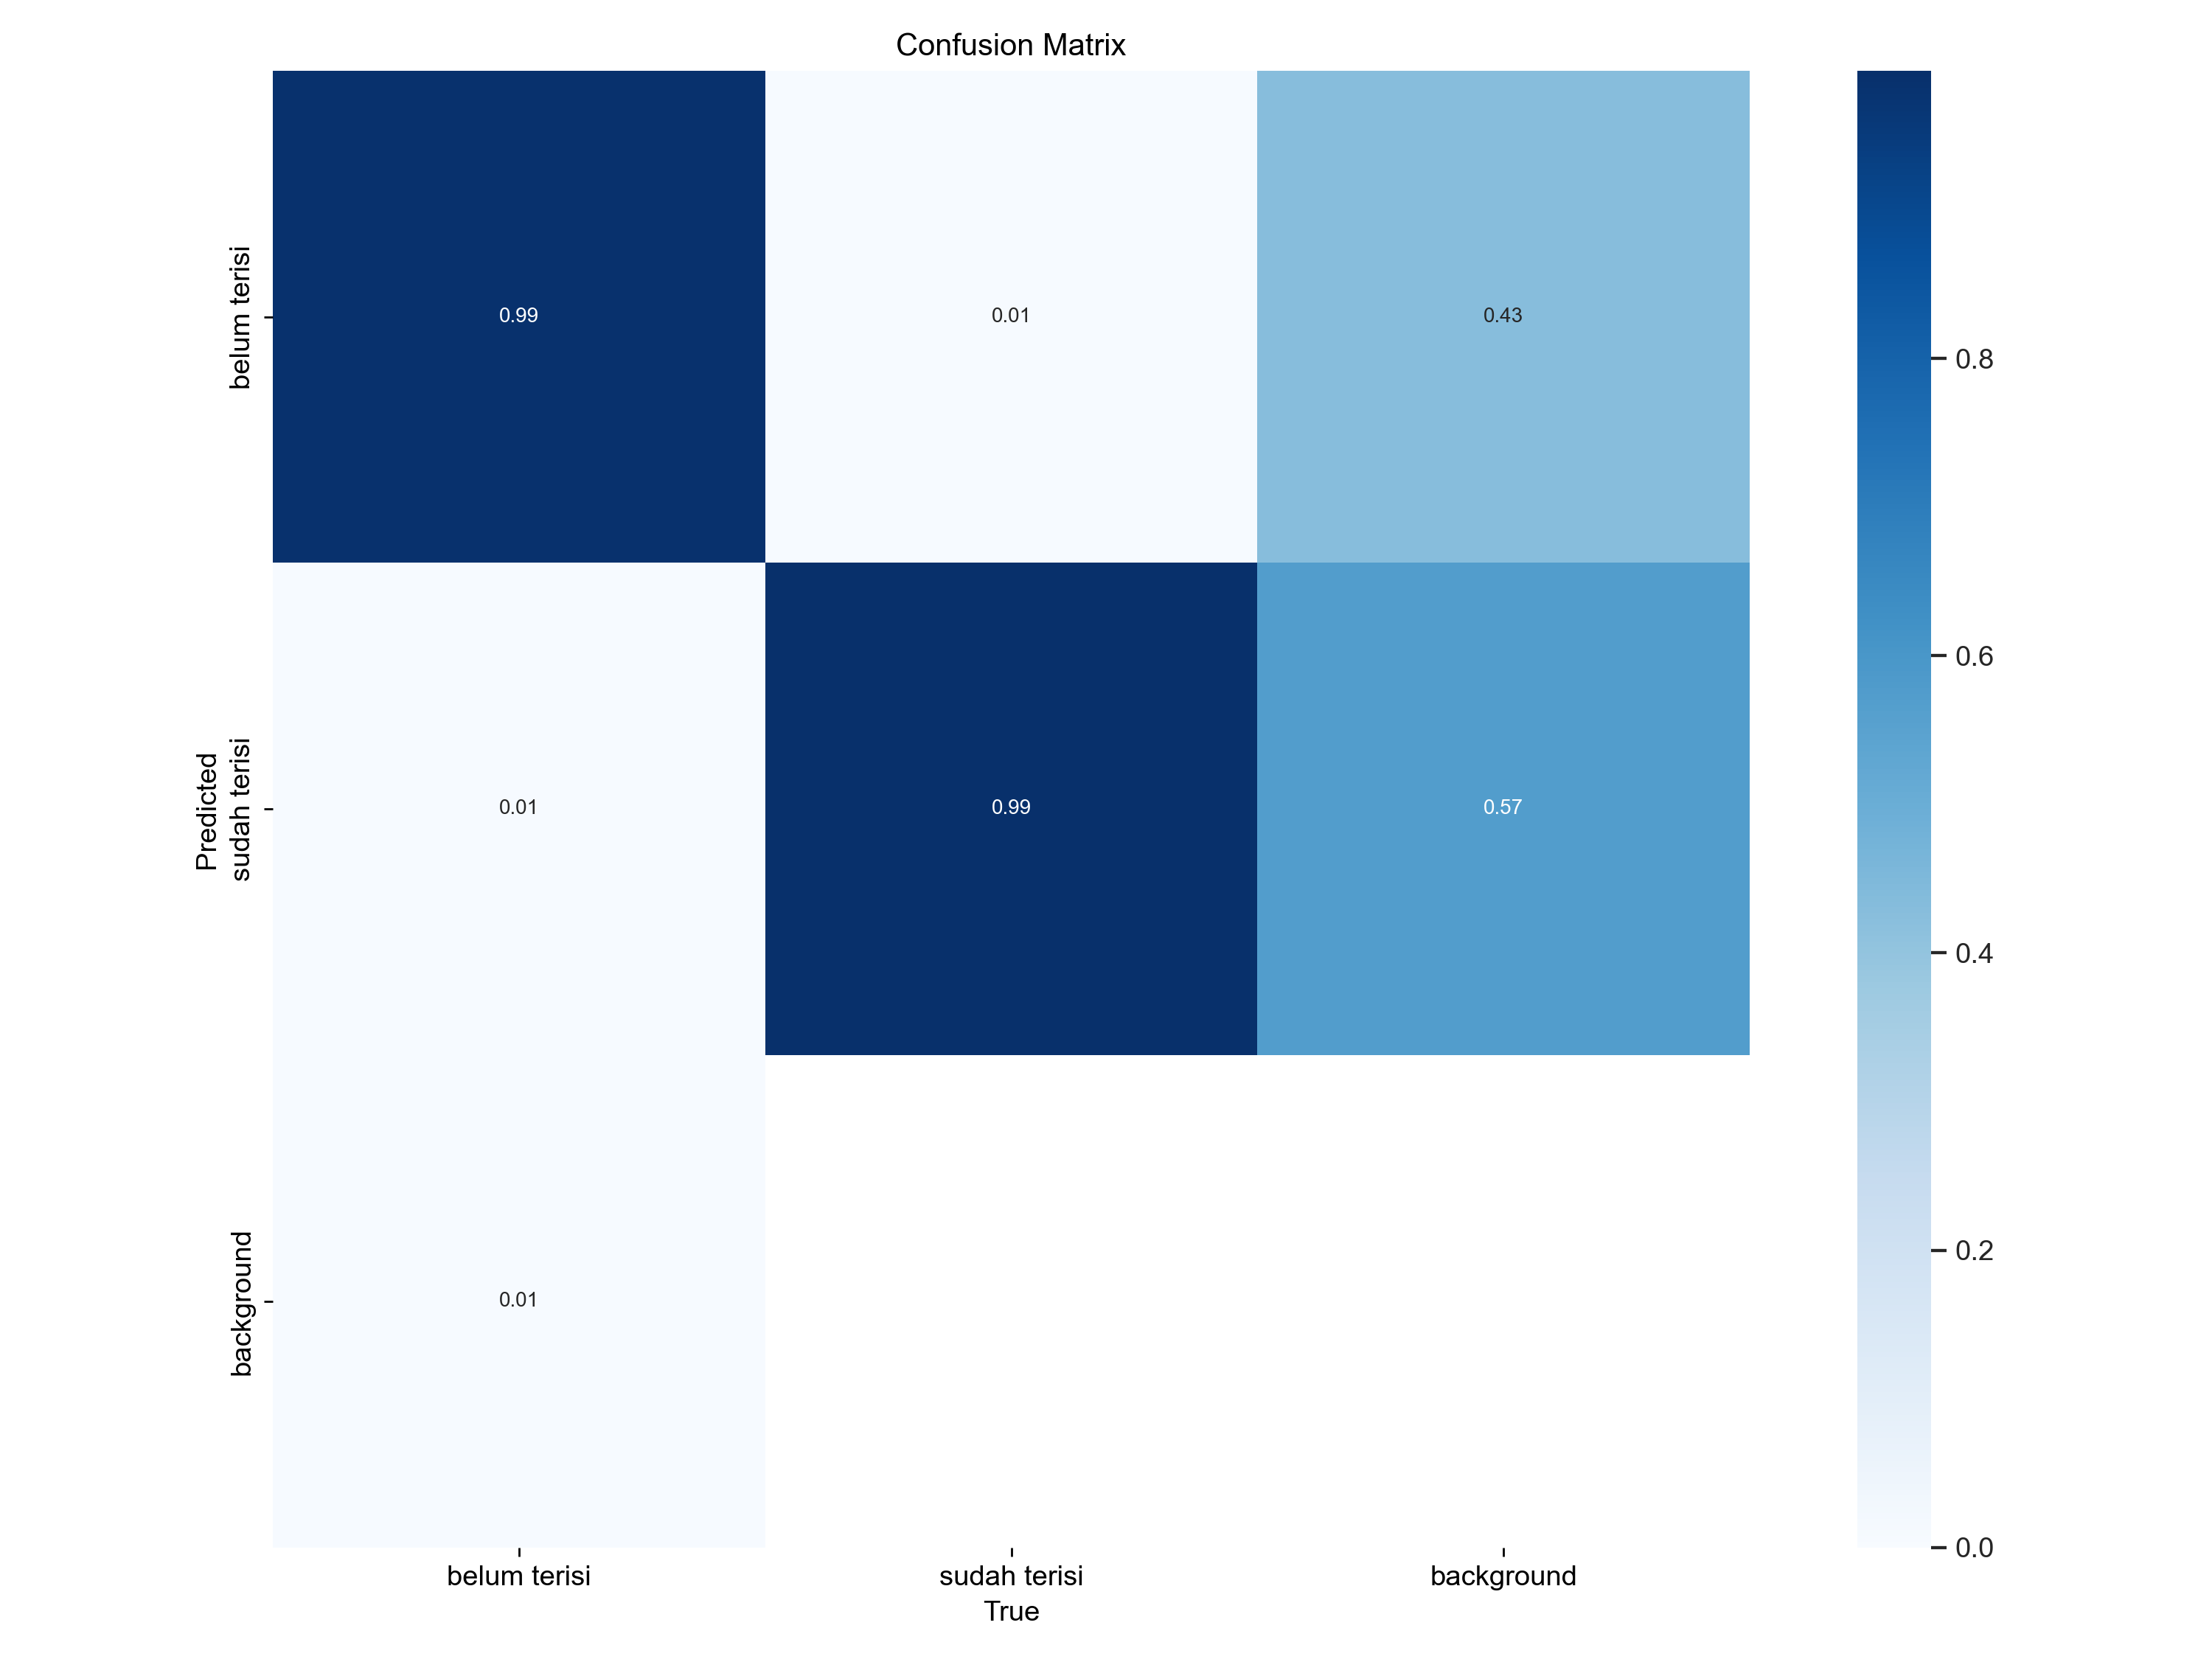 Confusion Matrix
belum terisi
0.99
0.01
0.43
0.8
0.6
Predicted
sudah terisi
0.01
0.99
0.57
0.4
0.2
background
0.01
0.0
belum terisi
sudah terisi
background
True